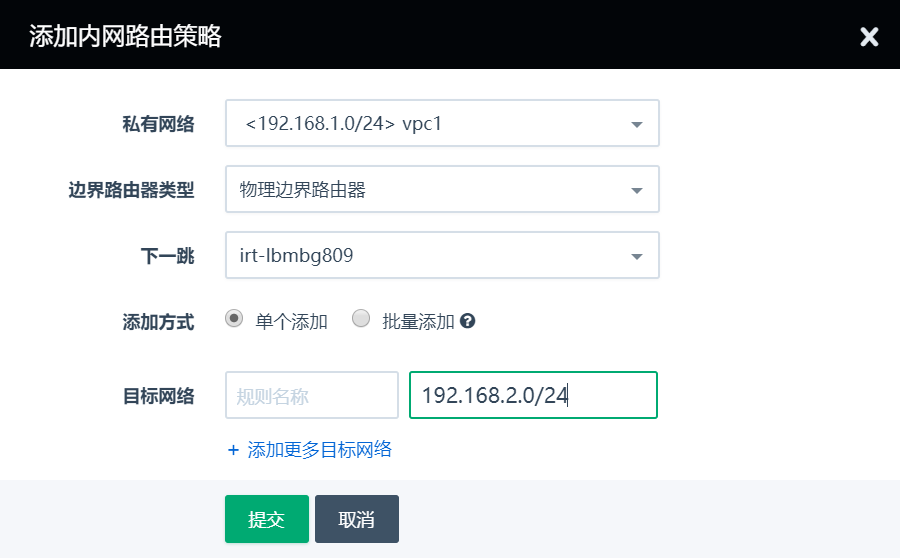 添加内网路由策略
私有网络 <192.168.1.0/24> vpc1
边界路由器类型 物理边界路由器
下一跳 irt-lbmbg809
添加方式 单个添加 批量添加
目标网络 规则名称 192.168.2.0/24
+ 添加更多目标网络
提交 取消